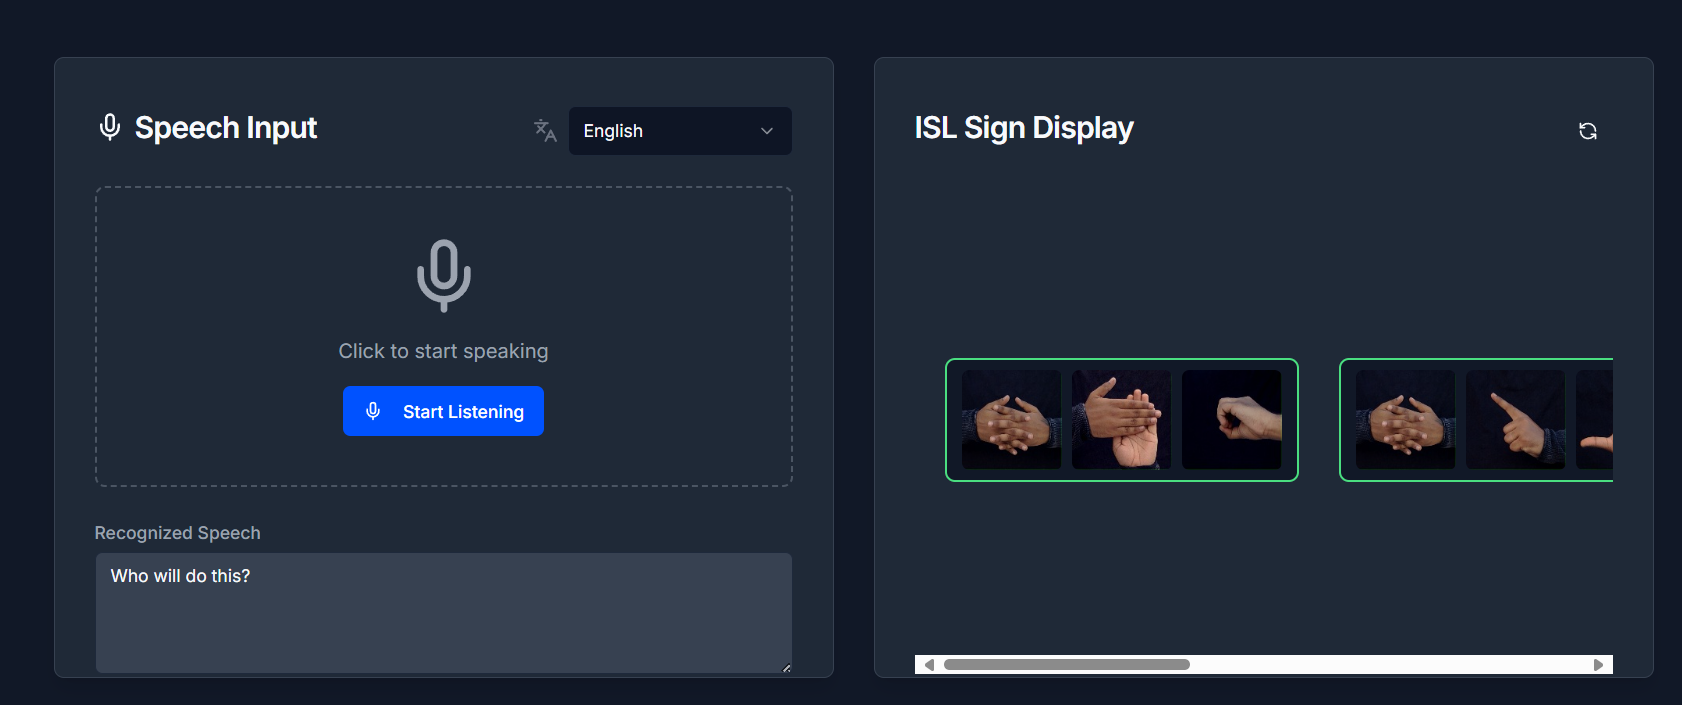 Speech Input
English
Click to start speaking
Start Listening
Recognized Speech
Who will do this?
ISL Sign Display